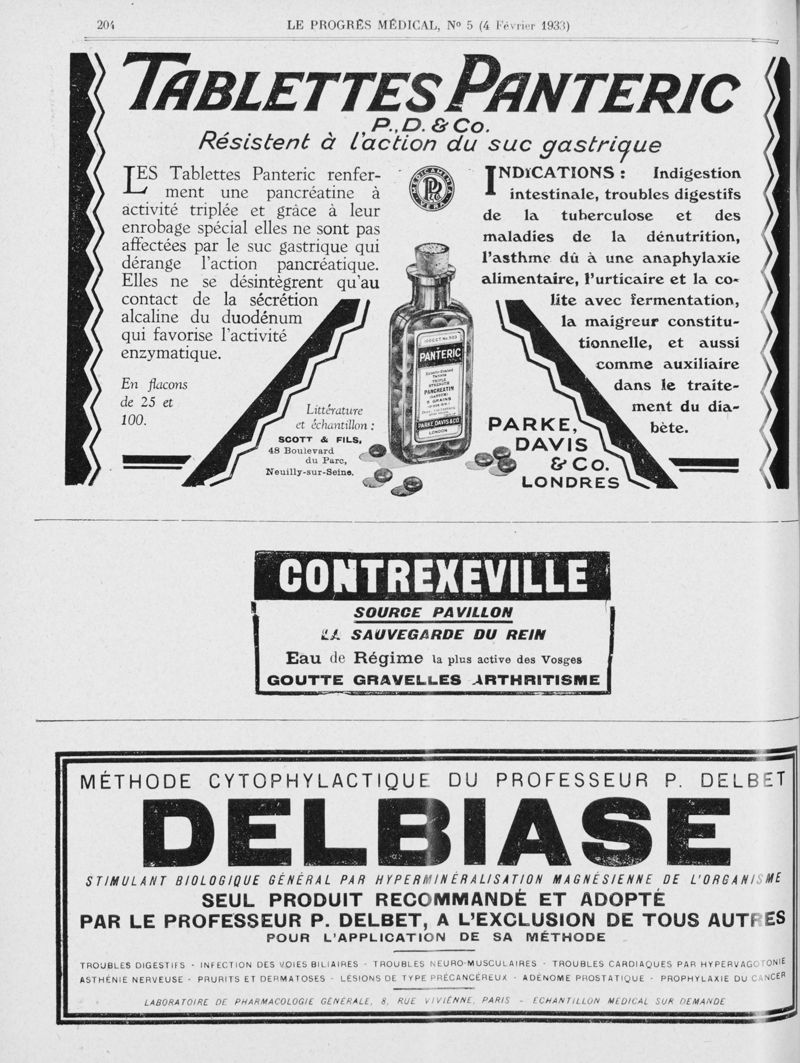 204
LE PROGRÈS MÉDICAL, No 5 (4 Février 1933)
TABLETTES PANTERIC
P., D. & Co.
Résistent à l'action du suc gastrique
LES Tablettes Panteric renfer-
ment une pancréatine à
activité triplée et grâce à leur
enrobage spécial elles ne sont pas
affectées par le suc gastrique qui
dérange l'action pancréatique.
Elles ne se désintègrent qu'au
contact de la sécrétion
alcaline du duodénum
qui favorise l'activité
enzymatique.
En flacons
de 25 et
100.
Littérature
et échantillon :
SCOTT & FILS,
48 Boulevard
du Parc,
Neuilly-sur-Seine.
PANTERIC
TRIPLE
STRENGTH
PANCREATIN
5 GRAINS
PARKE, DAVIS & CO.
LONDON
INDICATIONS : Indigestion
intestinale, troubles digestifs
de la tuberculose et des
maladies de la dénutrition,
l'asthme dû à une anaphylaxie
alimentaire, l'urticaire et la co-
lite avec fermentation,
la maigreur constitu-
tionnelle, et aussi
comme auxiliaire
dans le traite-
ment du dia-
bète.
PARKE,
DAVIS
& Co.
LONDRES
CONTREXEVILLE
SOURCE PAVILLON
LA SAUVEGARDE DU REIN
Eau de Régime la plus active des Vosges
GOUTTE GRAVELLES ARTHRITISME
MÉTHODE CYTOPHYLACTIQUE DU PROFESSEUR P. DELBET
DELBIASE
STIMULANT BIOLOGIQUE GÉNÉRAL PAR HYPERMINÉRALISATION MAGNÉSIENNE DE L'ORGANISME
SEUL PRODUIT RECOMMANDÉ ET ADOPTÉ
PAR LE PROFESSEUR P. DELBET, A L'EXCLUSION DE TOUS AUTRES
POUR L'APPLICATION DE SA MÉTHODE
TROUBLES DIGESTIFS - INFECTION DES VOIES BILIAIRES - TROUBLES NEURO-MUSCULAIRES - TROUBLES CARDIAQUES PAR HYPERVAGOTONIE
ASTHÉNIE NERVEUSE - PRURITS ET DERMATOSES - LÉSIONS DE TYPE PRÉCANCÉREUX - ADÉNOME PROSTATIQUE - PROPHYLAXIE DU CANCER
LABORATOIRE DE PHARMACOLOGIE GÉNÉRALE, 8, RUE VIVIENNE, PARIS - ECHANTILLON MÉDICAL SUR DEMANDE